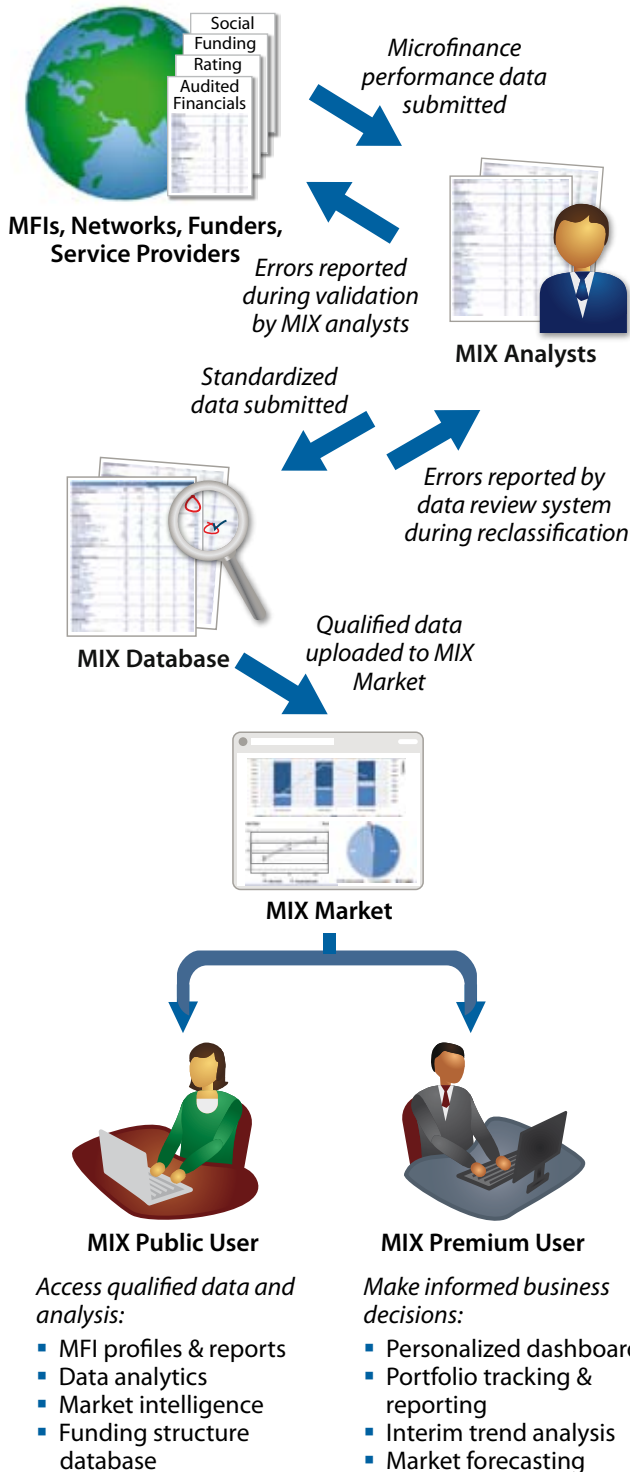 Social
Funding
Rating
Audited
Financials
Microfinance
performance data
submitted
MFIs, Networks, Funders,
Service Providers
Errors reported
during validation
by MIX analysts
MIX Analysts
Standardized
data submitted
Errors reported by
data review system
during reclassification
MIX Database
Qualified data
uploaded to MIX
Market
MIX Market
MIX Public User
Access qualified data and
analysis:
▪ MFI profiles & reports
▪ Data analytics
▪ Market intelligence
▪ Funding structure
database
MIX Premium User
Make informed business
decisions:
▪ Personalized dashboard
▪ Portfolio tracking &
reporting
▪ Interim trend analysis
▪ Market forecasting